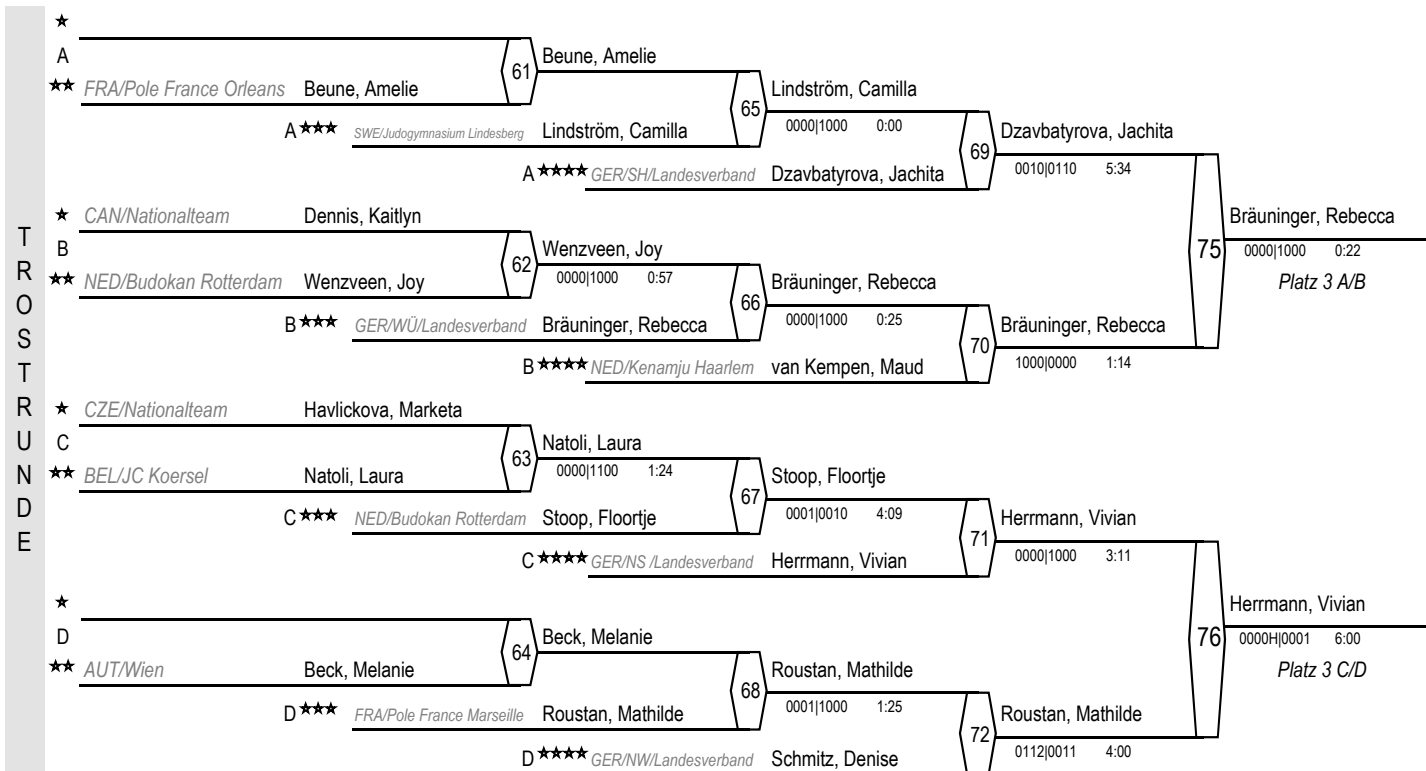 TROSTRUNDE
★
A
61 Beune, Amelie
★★ FRA/Pole France Orleans Beune, Amelie
65 Lindström, Camilla
0000|1000 0:00
A ★★★ SWE/Judogymnasium Lindesberg Lindström, Camilla
69 Dzavbatyrova, Jachita
0010|0110 5:34
A ★★★★ GER/SH/Landesverband Dzavbatyrova, Jachita
★ CAN/Nationalteam Dennis, Kaitlyn
75 Bräuninger, Rebecca
0000|1000 0:22
Platz 3 A/B
B
62 Wenzveen, Joy
0000|1000 0:57
★★ NED/Budokan Rotterdam Wenzveen, Joy
66 Bräuninger, Rebecca
0000|1000 0:25
B ★★★ GER/WÜ/Landesverband Bräuninger, Rebecca
70 Bräuninger, Rebecca
1000|0000 1:14
B ★★★★ NED/Kenamju Haarlem van Kempen, Maud
★ CZE/Nationalteam Havlickova, Marketa
C
63 Natoli, Laura
0000|1100 1:24
★★ BEL/JC Koersel Natoli, Laura
67 Stoop, Floortje
0001|0010 4:09
C ★★★ NED/Budokan Rotterdam Stoop, Floortje
71 Herrmann, Vivian
0000|1000 3:11
C ★★★★ GER/NS /Landesverband Herrmann, Vivian
★
76 Herrmann, Vivian
0000H|0001 6:00
Platz 3 C/D
D
64 Beck, Melanie
★★ AUT/Wien Beck, Melanie
68 Roustan, Mathilde
0001|1000 1:25
D ★★★ FRA/Pole France Marseille Roustan, Mathilde
72 Roustan, Mathilde
0112|0011 4:00
D ★★★★ GER/NW/Landesverband Schmitz, Denise